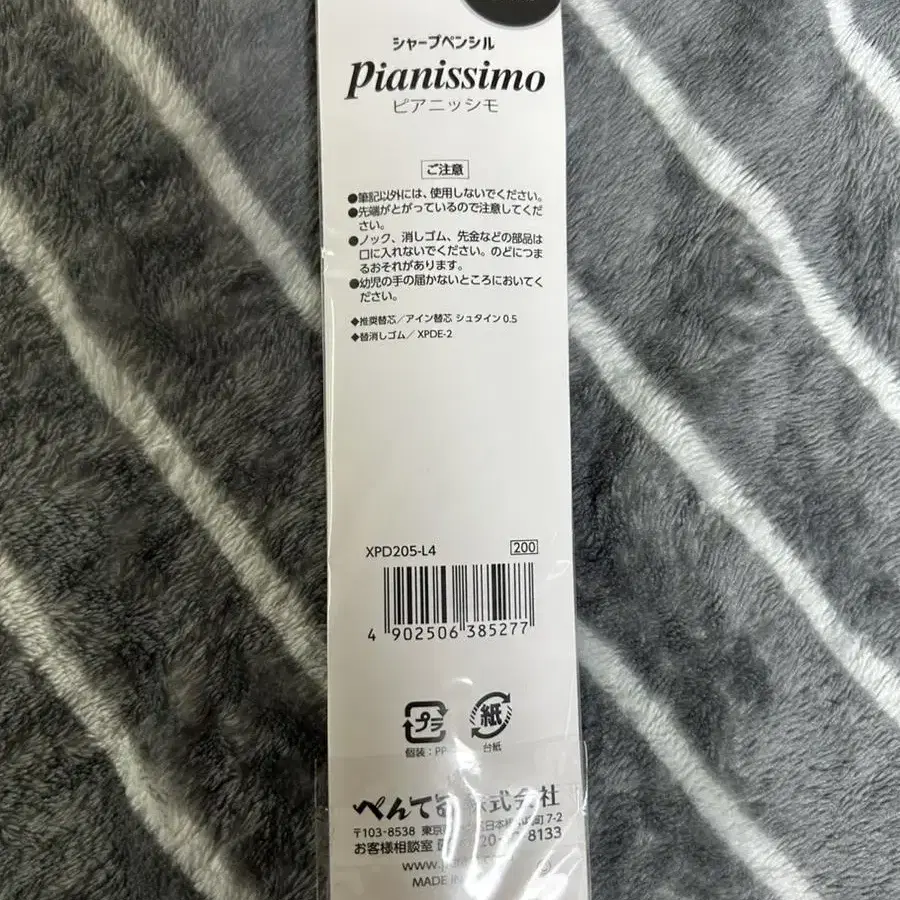 シャープペンシル
Pianissimo
ピアニッシモ
ご注意
●筆記以外には、使用しないでください。
●先端がとがっているので注意してくだ
さい。
●ノック、消しゴム、先金などの部品は
口に入れないでください。のどにつま
るおそれがあります。
●幼児の手の届かないところにおいてく
ださい。
◆推奨替芯／アイン替芯 シュタイン 0.5
◆替消しゴム／ XPDE-2
XPD205-L4 200
4 902506 385277
プラ 紙
個装：PP 台紙
ぺんてる 株式会社
〒103-8538 東京 日本橋 町 7-2
お客様相談室 20- 8133
www.
MADE IN